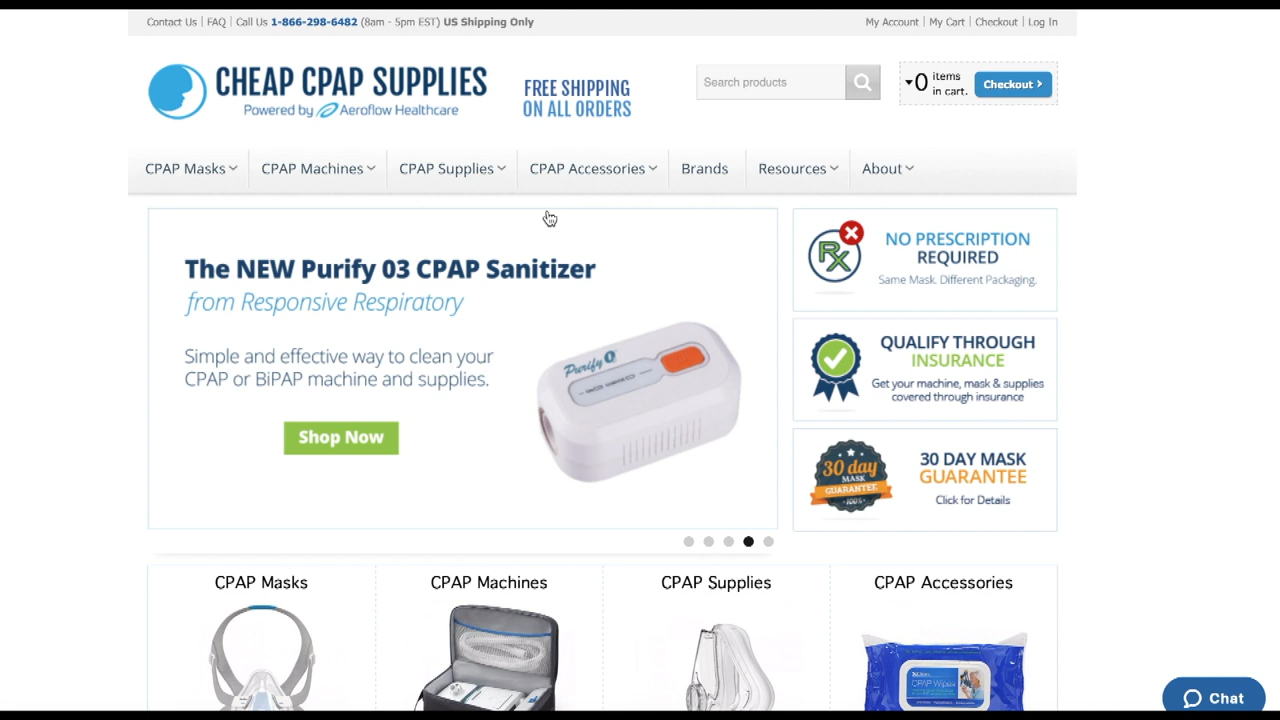 Contact Us | FAQ | Call Us 1-866-298-6482 (8am - 5pm EST) US Shipping Only
My Account | My Cart | Checkout | Log In
CHEAP CPAP SUPPLIES
Powered by Aeroflow Healthcare
FREE SHIPPING
ON ALL ORDERS
Search products
0 items
in cart.
Checkout >
CPAP Masks
CPAP Machines
CPAP Supplies
CPAP Accessories
Brands
Resources
About
The NEW Purify 03 CPAP Sanitizer
from Responsive Respiratory
Simple and effective way to clean your
CPAP or BiPAP machine and supplies.
Shop Now
Purify
RX
NO PRESCRIPTION
REQUIRED
Same Mask. Different Packaging.
QUALIFY THROUGH
INSURANCE
Get your machine, mask & supplies
covered through insurance
30 day
MASK
GUARANTEE
100%
30 DAY MASK
GUARANTEE
Click for Details
CPAP Masks
CPAP Machines
CPAP Supplies
CPAP Accessories
CPAP Wipes
Chat